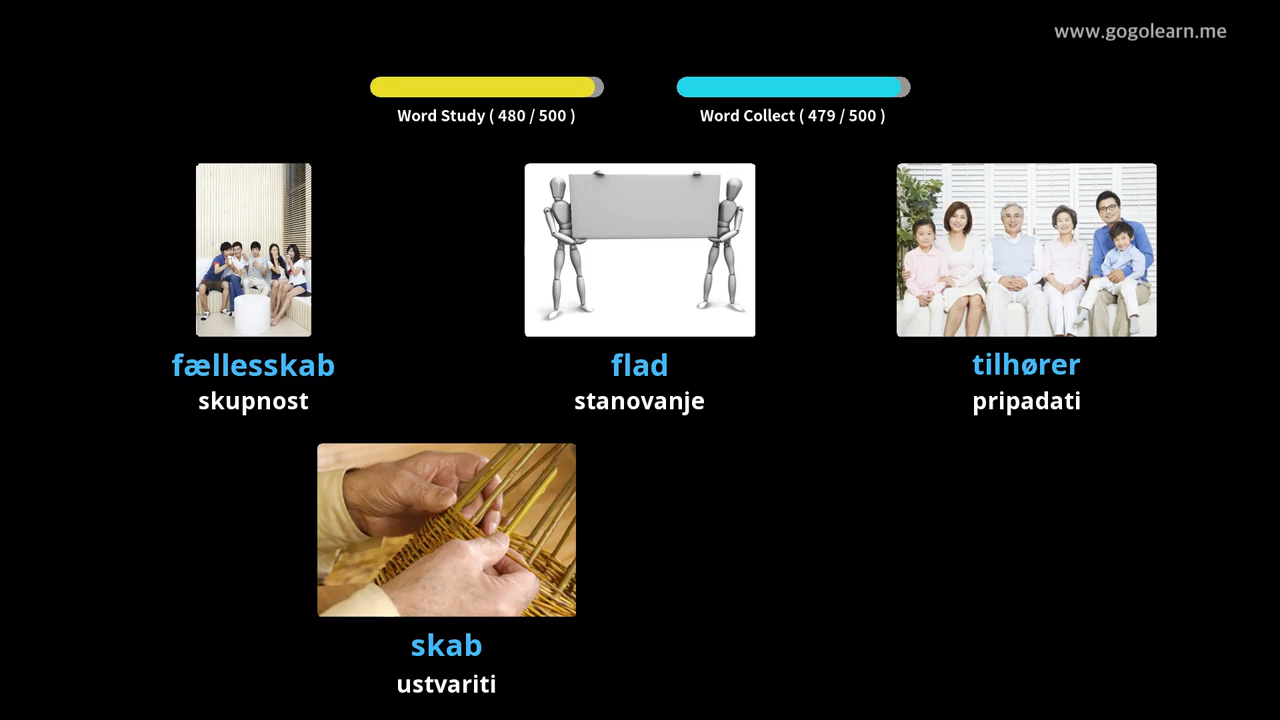 www.gogolearn.me
Word Study ( 480 / 500 )
Word Collect ( 479 / 500 )
fællesskab
skupnost
flad
stanovanje
tilhører
pripadati
skab
ustvariti